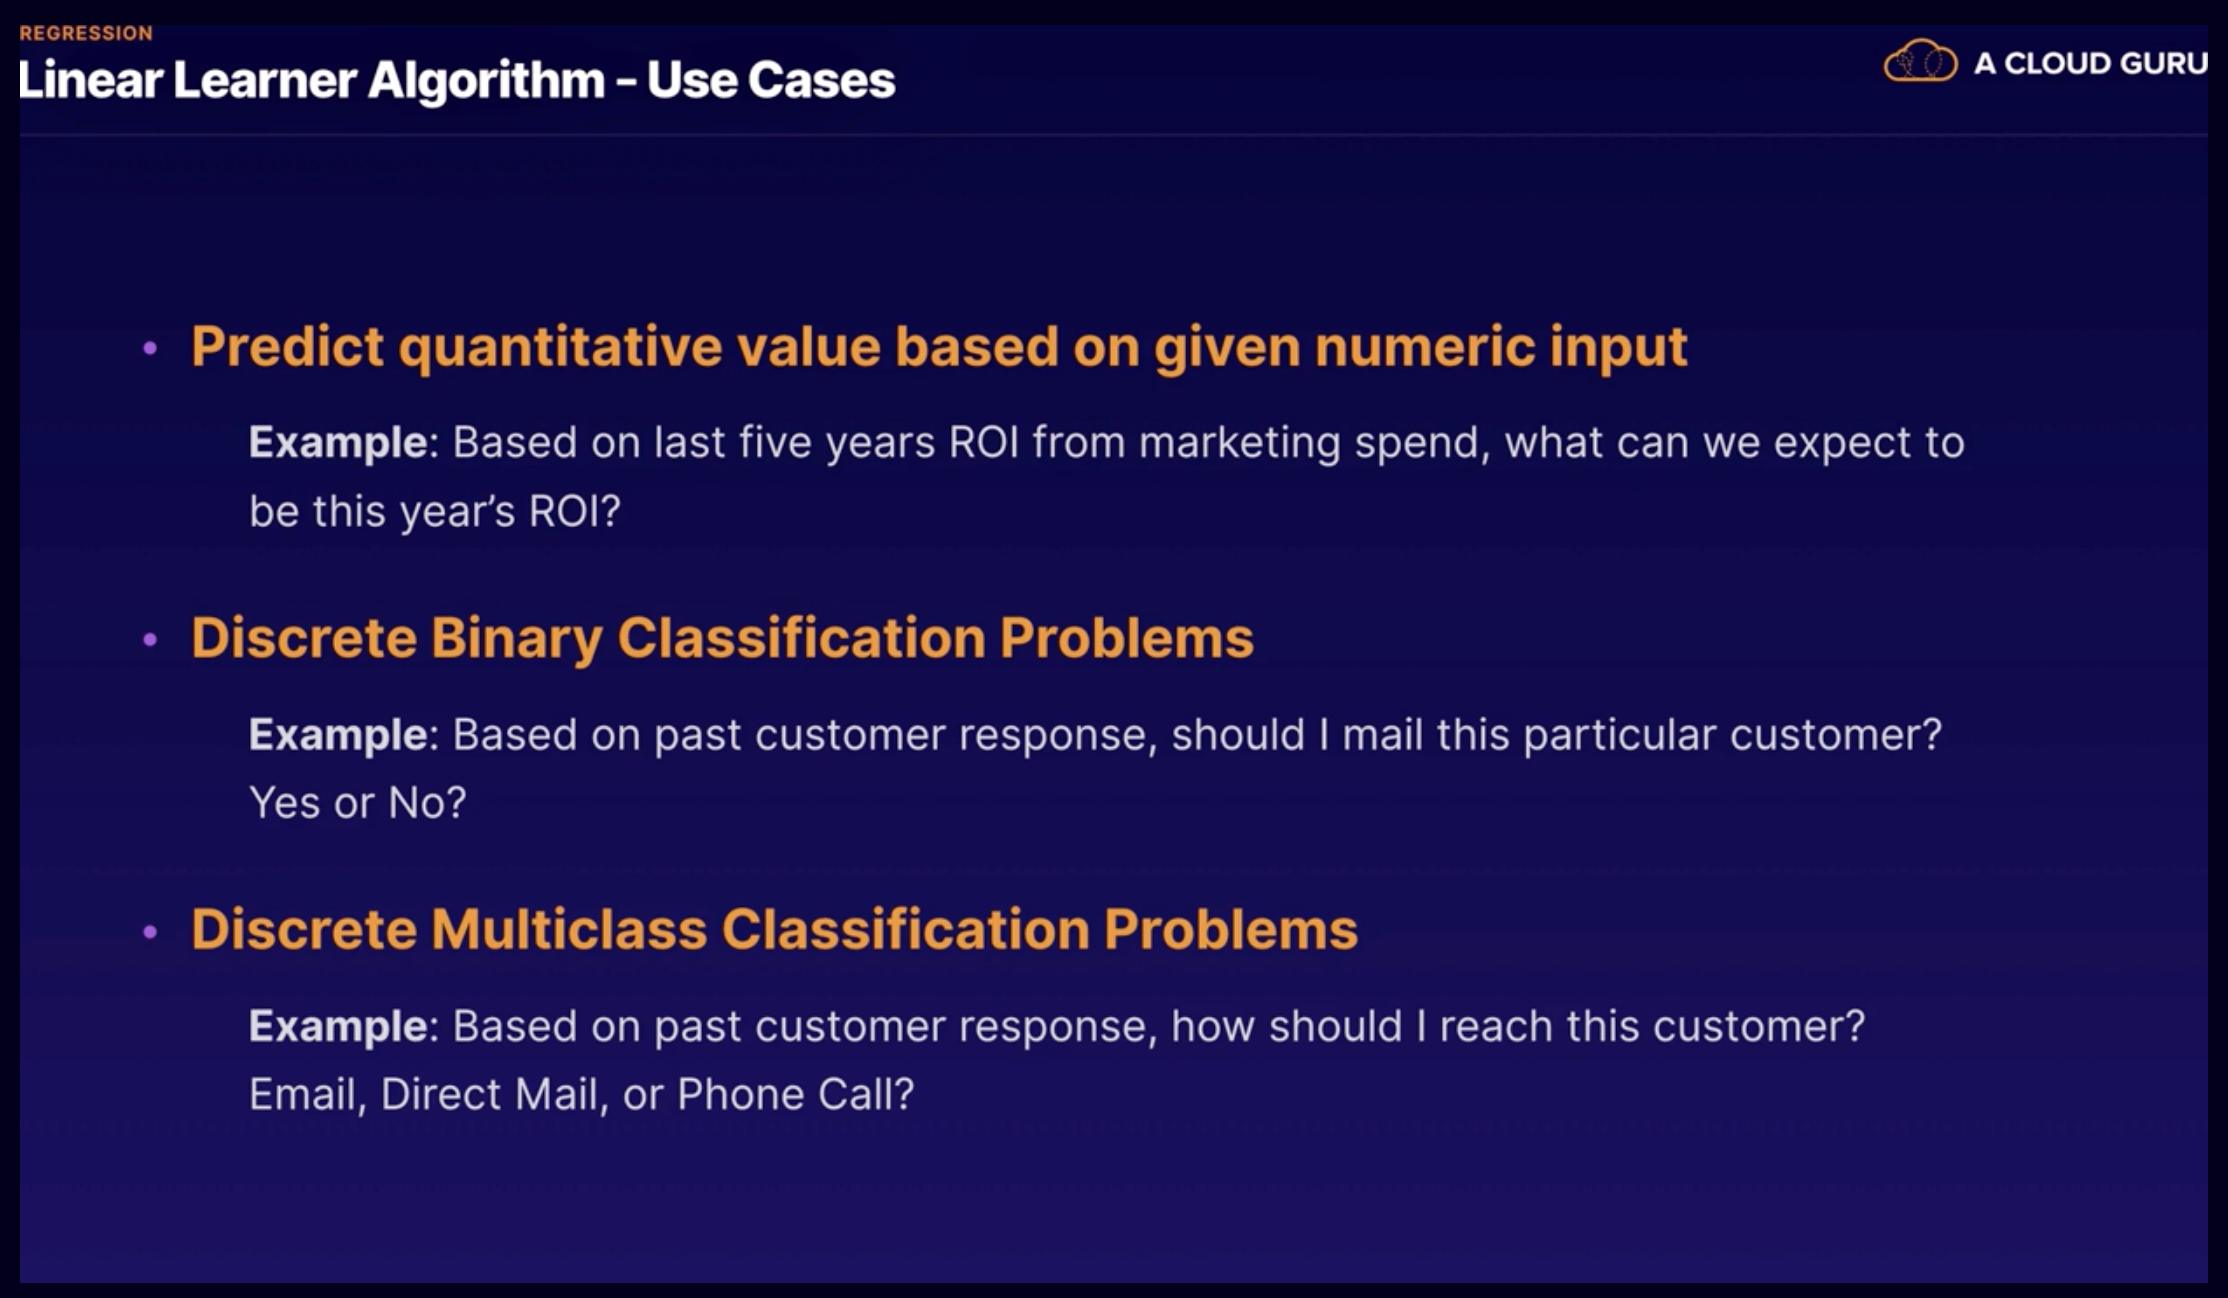 REGRESSION
Linear Learner Algorithm – Use Cases
A CLOUD GURU
• Predict quantitative value based on given numeric input
Example: Based on last five years ROI from marketing spend, what can we expect to
be this year’s ROI?
• Discrete Binary Classification Problems
Example: Based on past customer response, should I mail this particular customer?
Yes or No?
• Discrete Multiclass Classification Problems
Example: Based on past customer response, how should I reach this customer?
Email, Direct Mail, or Phone Call?